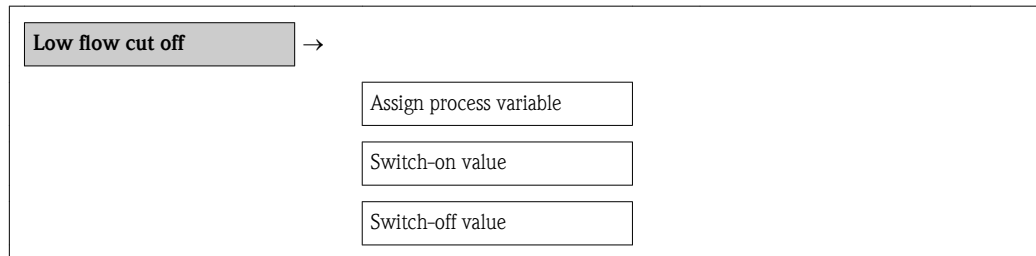 Low flow cut off →
Assign process variable
Switch-on value
Switch-off value